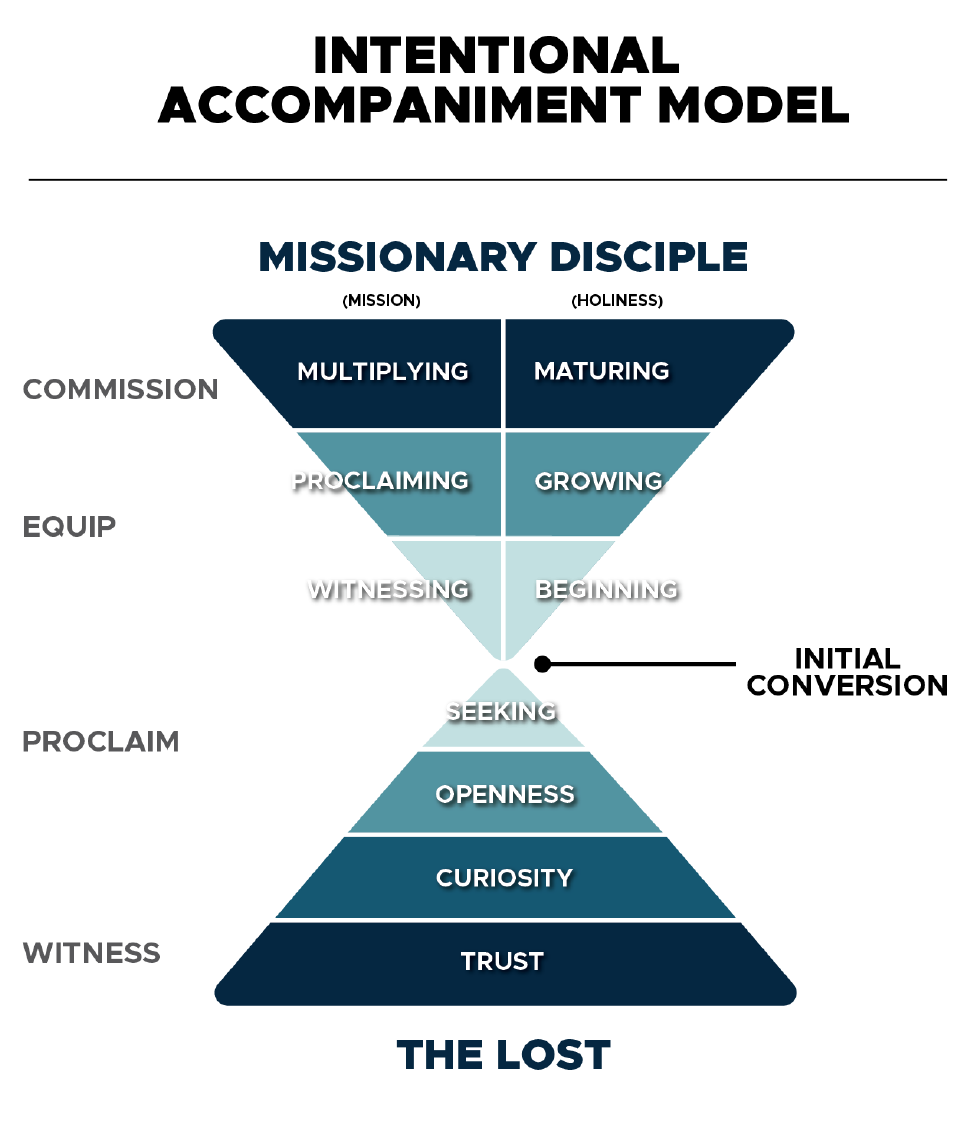 INTENTIONAL
ACCOMPANIMENT MODEL
MISSIONARY DISCIPLE
(MISSION) (HOLINESS)
MULTIPLYING MATURING
COMMISSION
PROCLAIMING GROWING
EQUIP
WITNESSING BEGINNING
INITIAL
CONVERSION
SEEKING
PROCLAIM
OPENNESS
CURIOSITY
WITNESS
TRUST
THE LOST